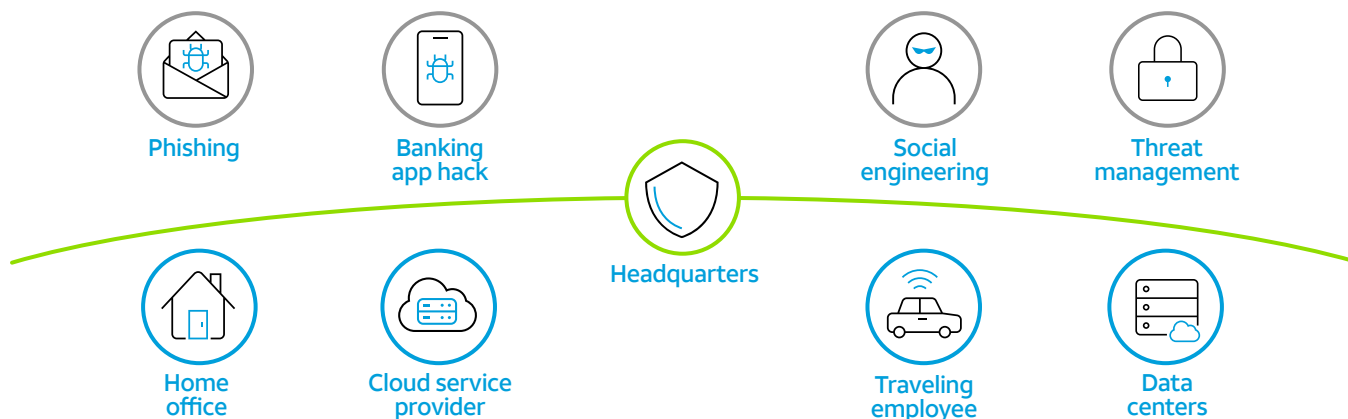 Phishing
Banking
app hack
Social
engineering
Threat
management
Headquarters
Home
office
Cloud service
provider
Traveling
employee
Data
centers